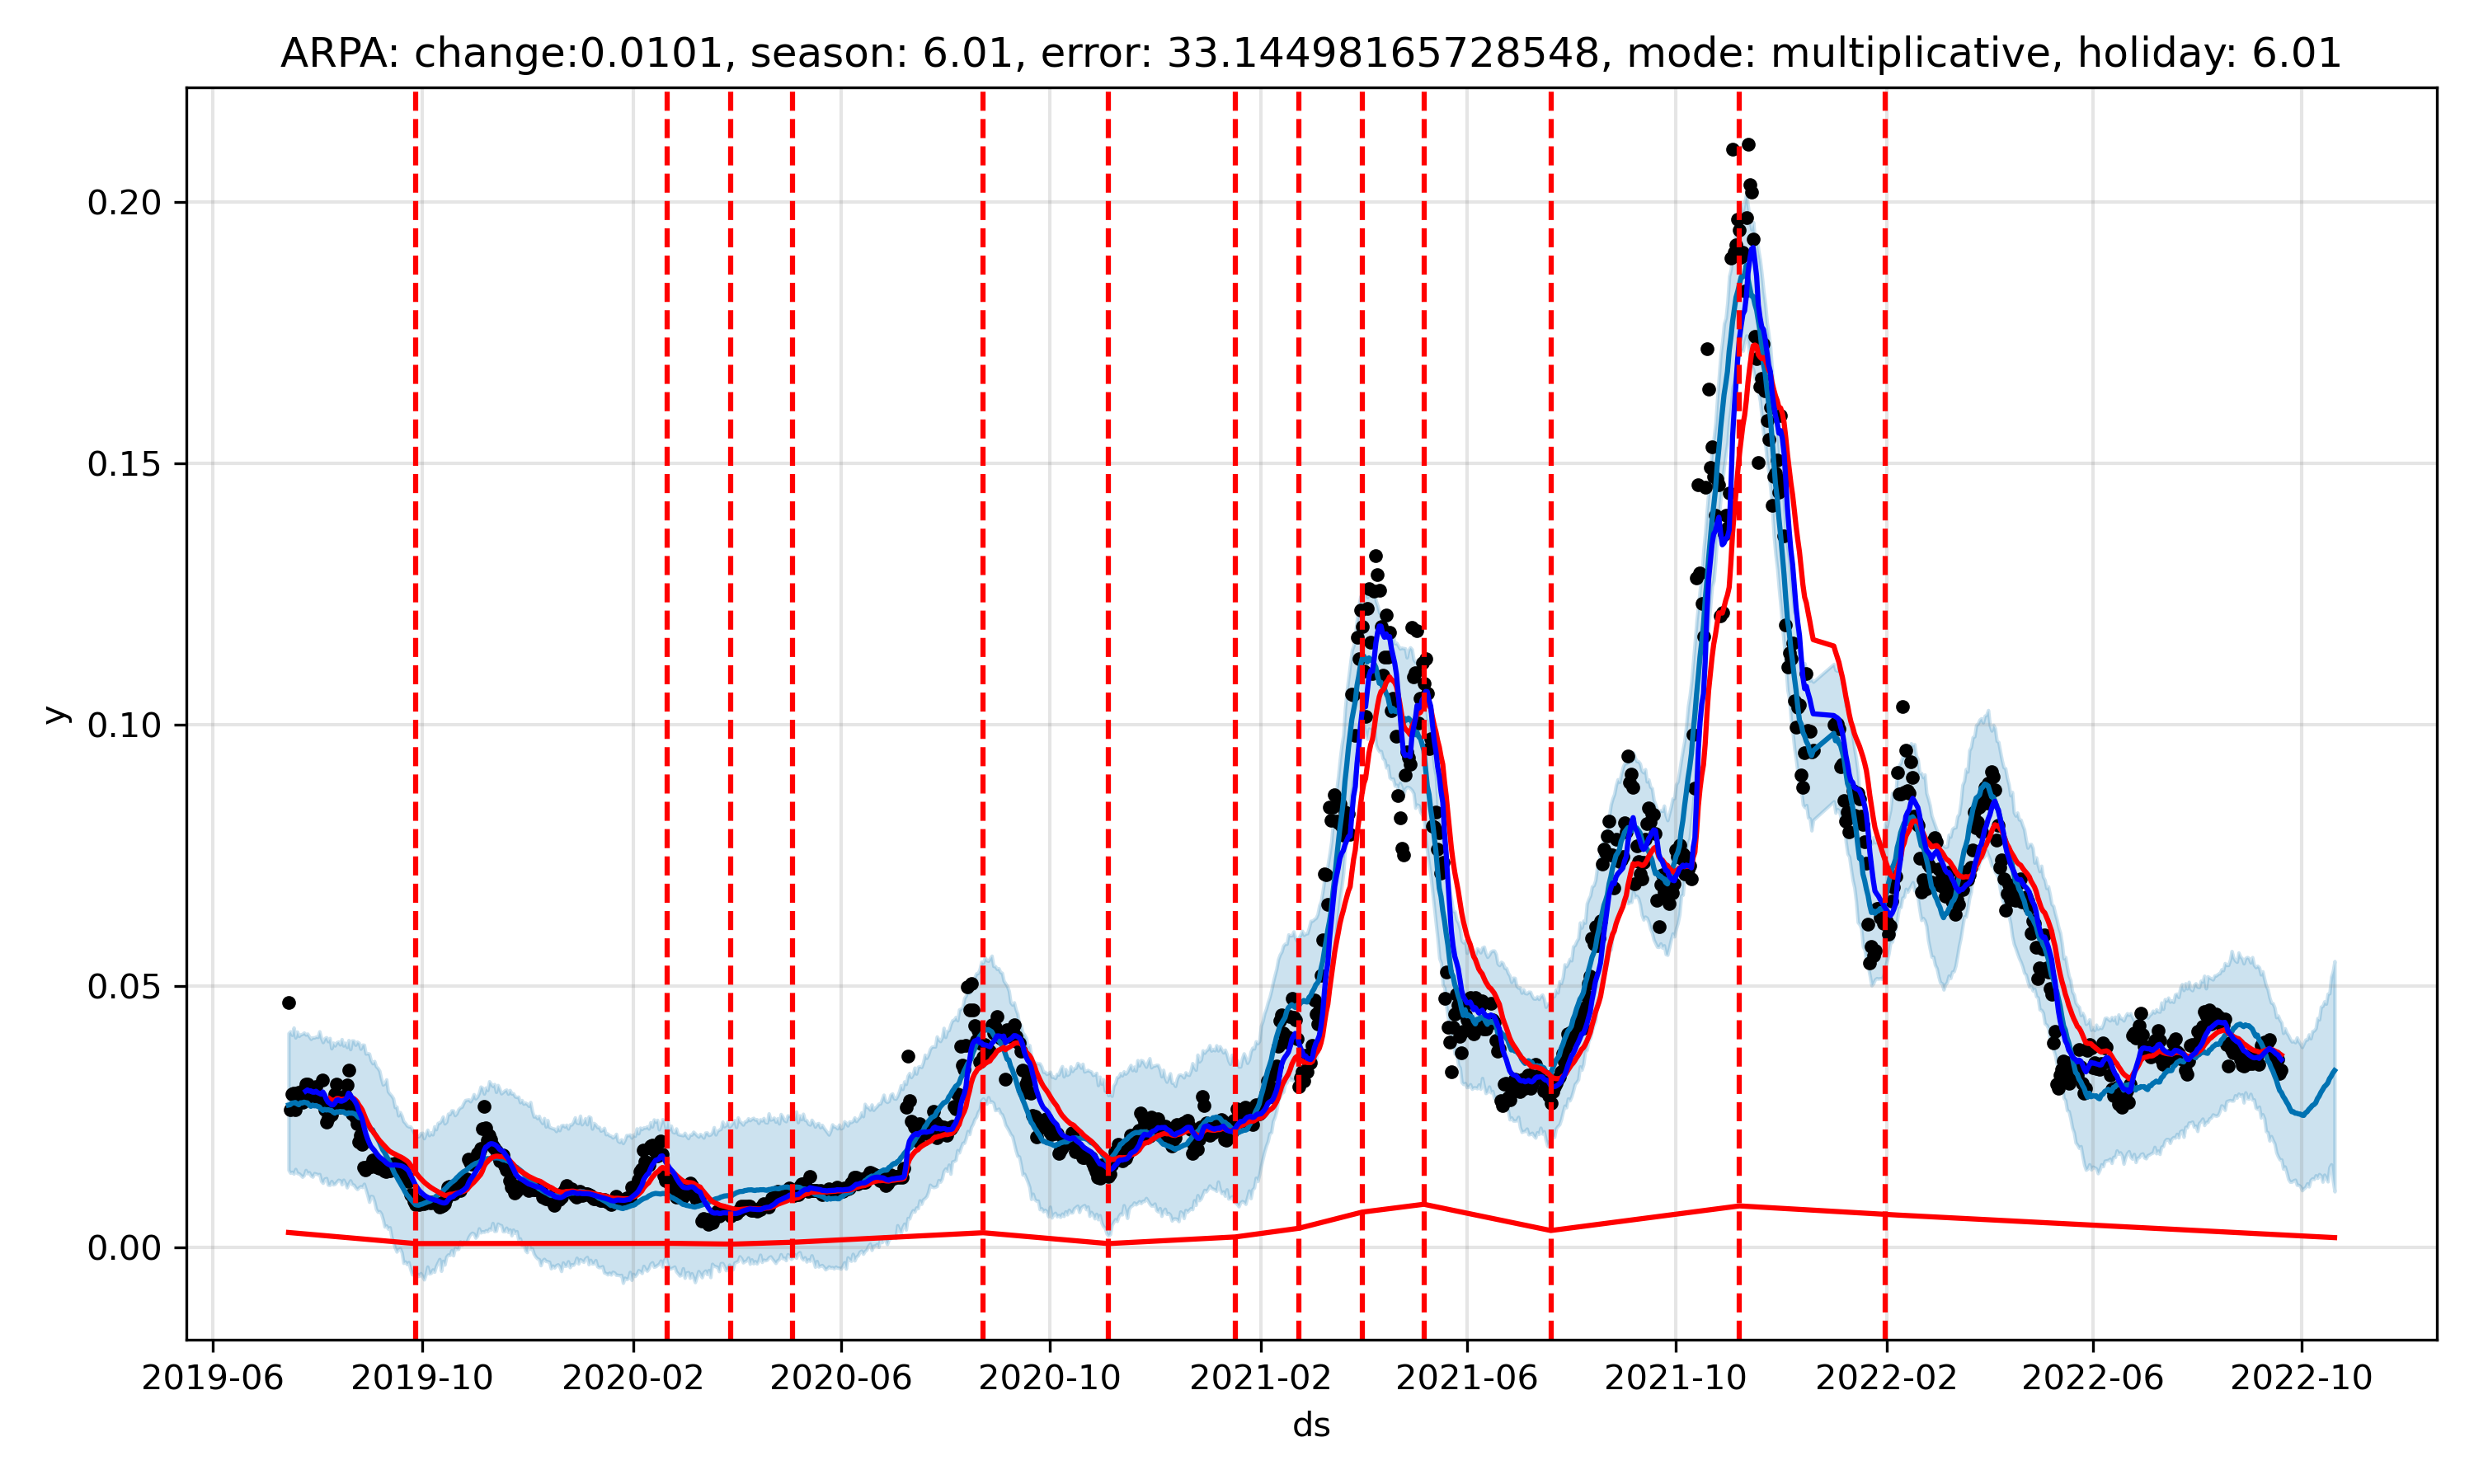 ARPA: change:0.0101, season: 6.01, error: 33.14498165728548, mode: multiplicative, holiday: 6.01
0.20
0.15
0.10
0.05
0.00
y
2019-06 2019-10 2020-02 2020-06 2020-10 2021-02 2021-06 2021-10 2022-02 2022-06 2022-10
ds